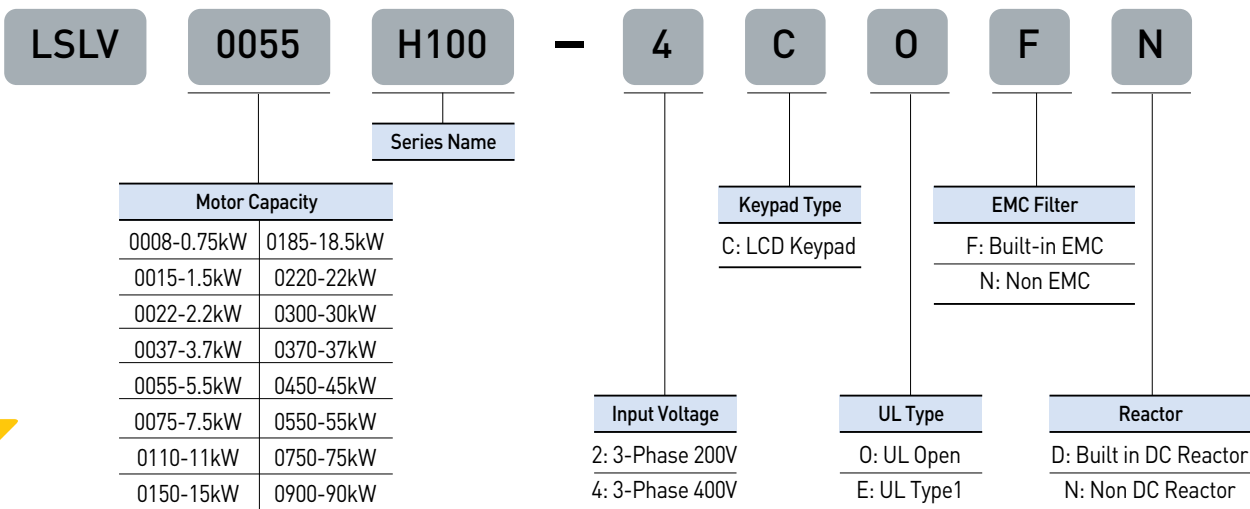 LSLV 0055 H100 – 4 C O F N
Series Name
Motor Capacity
0008-0.75kW 0185-18.5kW
0015-1.5kW 0220-22kW
0022-2.2kW 0300-30kW
0037-3.7kW 0370-37kW
0055-5.5kW 0450-45kW
0075-7.5kW 0550-55kW
0110-11kW 0750-75kW
0150-15kW 0900-90kW
Keypad Type
C: LCD Keypad
EMC Filter
F: Built-in EMC
N: Non EMC
Input Voltage
2: 3-Phase 200V
4: 3-Phase 400V
UL Type
O: UL Open
E: UL Type1
Reactor
D: Built in DC Reactor
N: Non DC Reactor